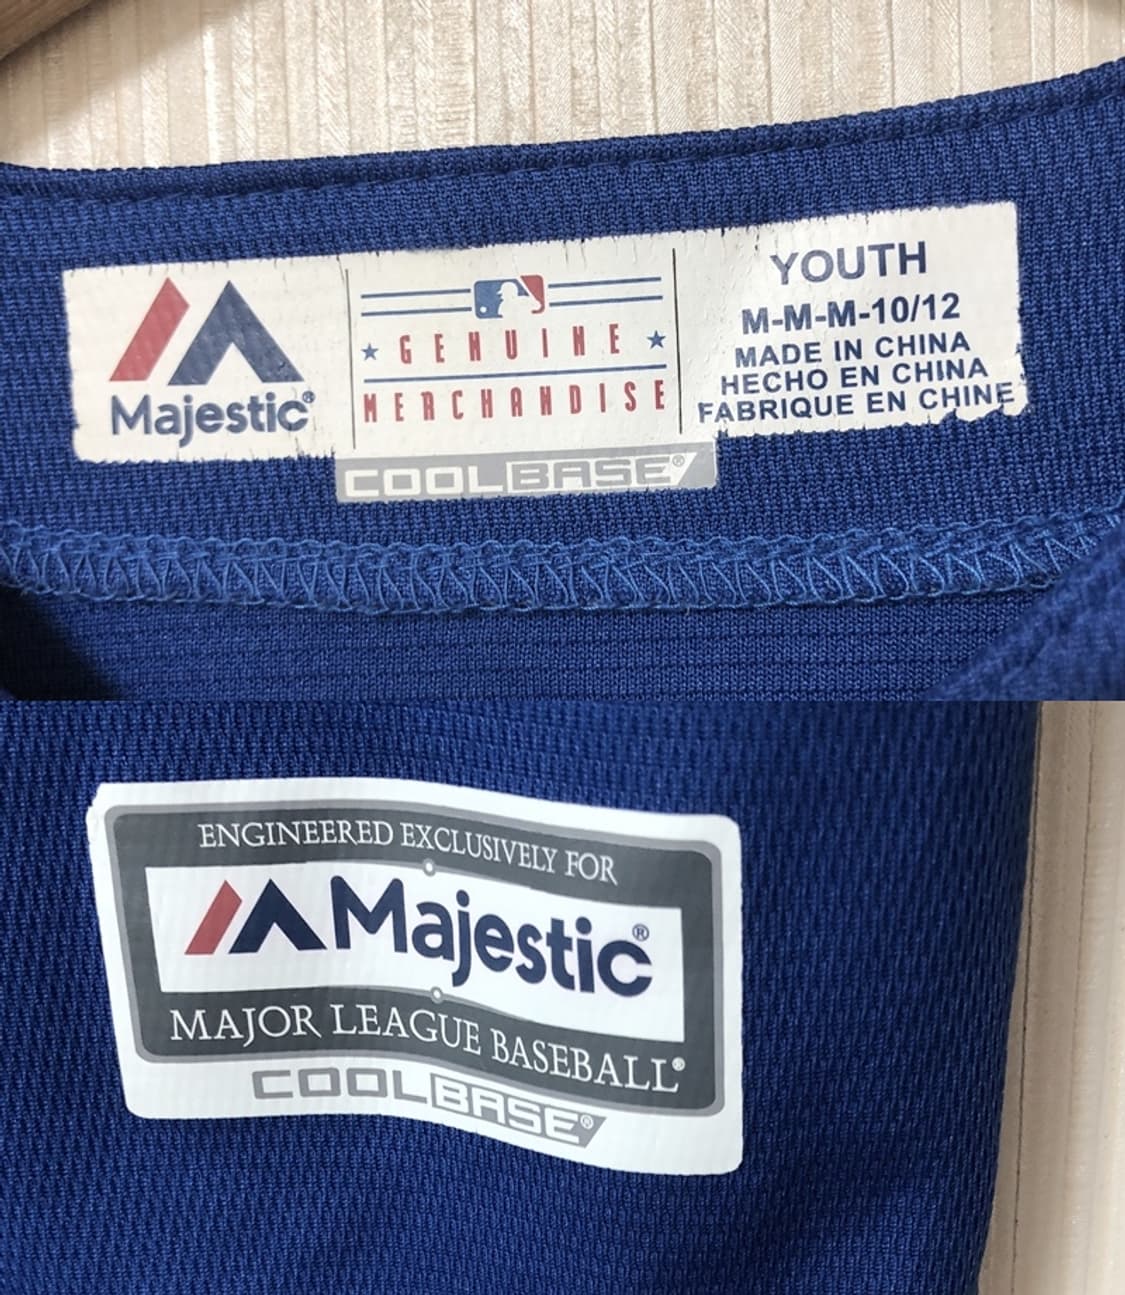 Majestic®
GENUINE
MERCHANDISE
COOLBASE®
YOUTH
M-M-M-10/12
MADE IN CHINA
HECHO EN CHINA
FABRIQUE EN CHINE
ENGINEERED EXCLUSIVELY FOR
Majestic®
MAJOR LEAGUE BASEBALL®
COOLBASE®